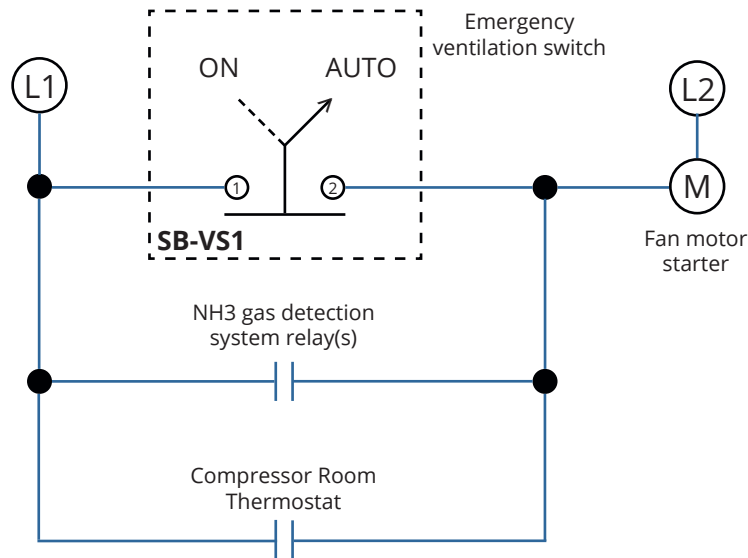 Emergency
ventilation switch
ON
AUTO
L1
L2
1
2
M
SB-VS1
Fan motor
starter
NH3 gas detection
system relay(s)
Compressor Room
Thermostat